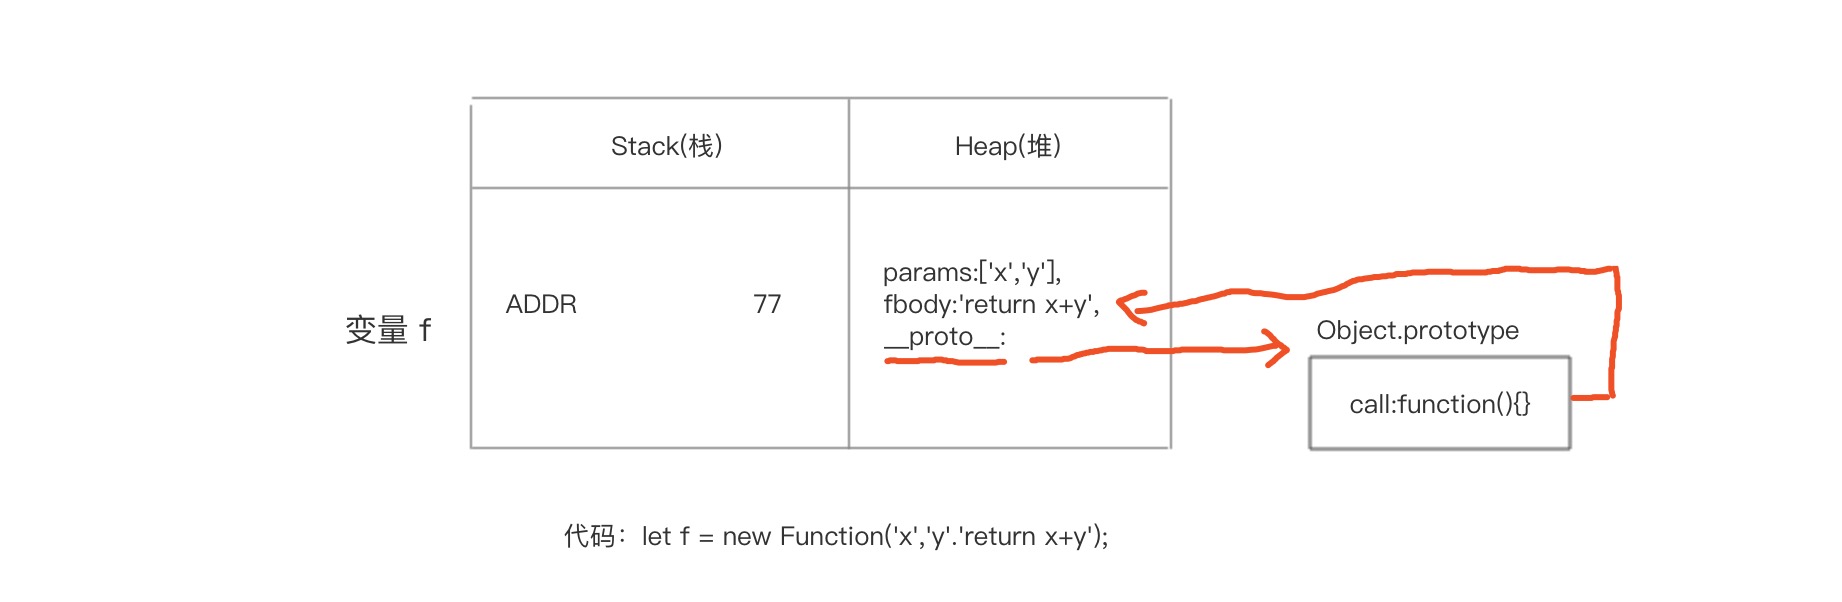 Stack(栈)
Heap(堆)
变量 f
ADDR 77
params:['x','y'],
fbody:'return x+y',
__proto__:
Object.prototype
call:function(){}
代码：let f = new Function('x','y'.'return x+y');